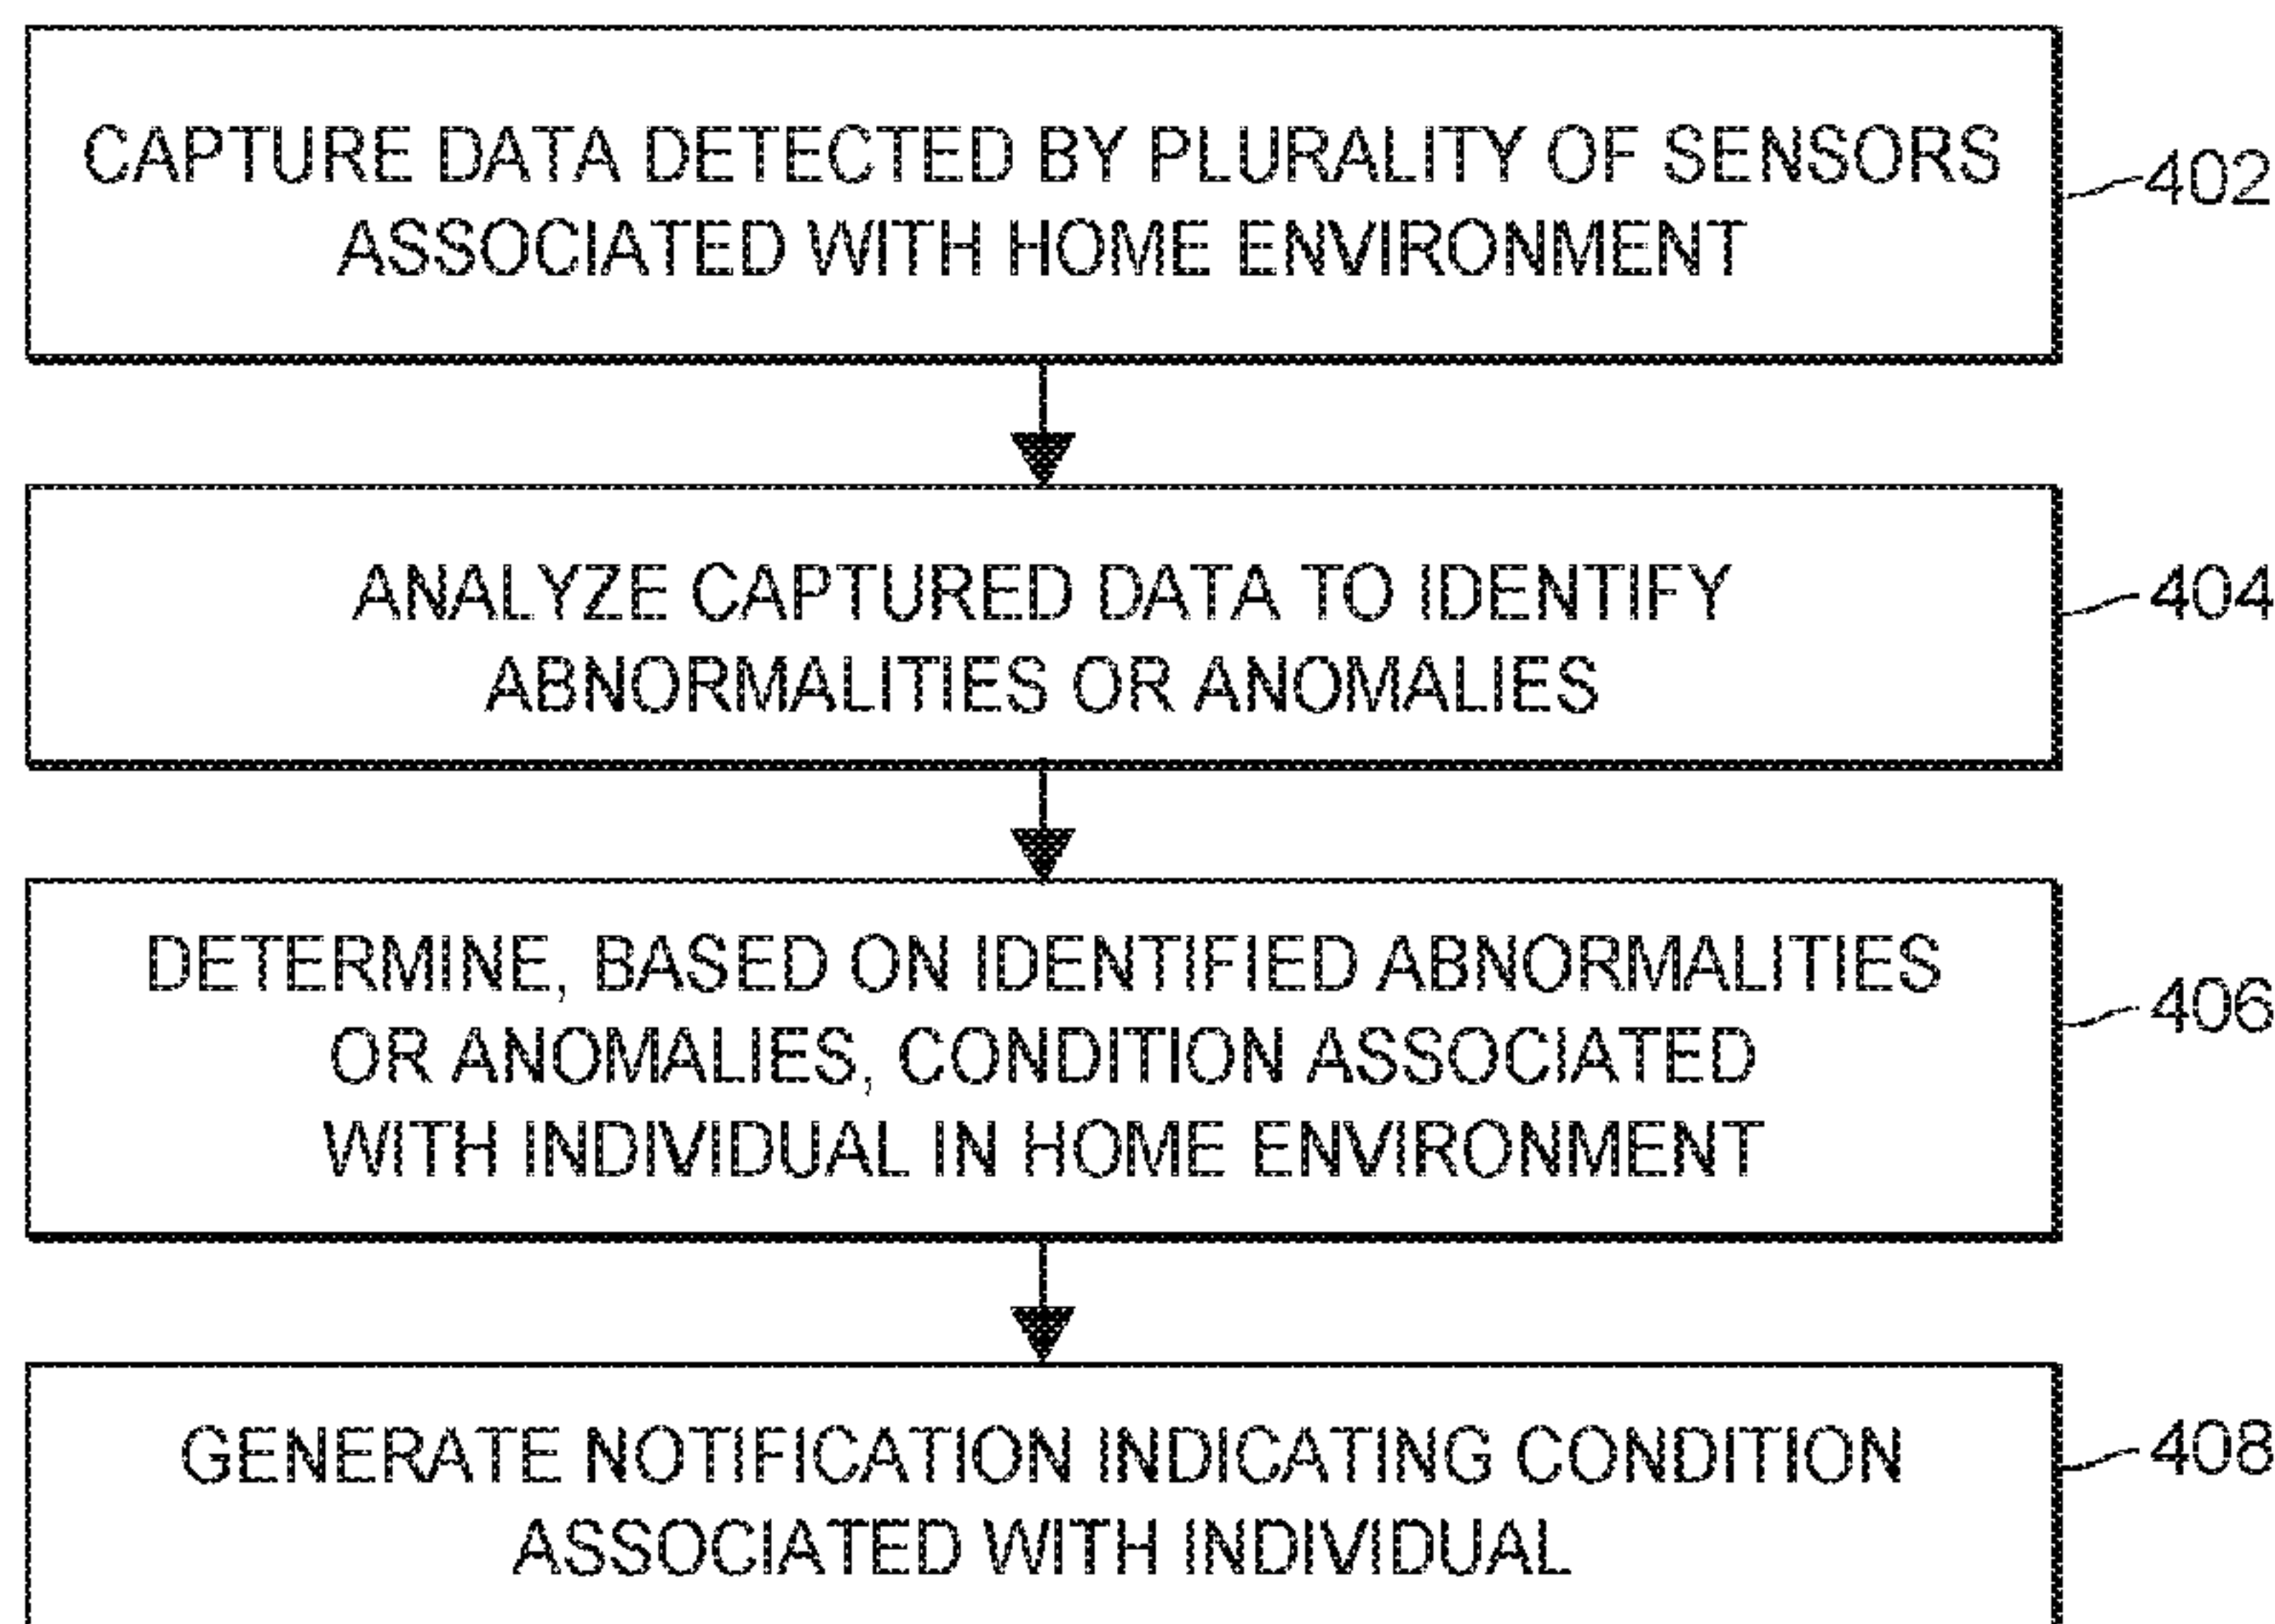 CAPTURE DATA DETECTED BY PLURALITY OF SENSORS
ASSOCIATED WITH HOME ENVIRONMENT
402
ANALYZE CAPTURED DATA TO IDENTIFY
ABNORMALITIES OR ANOMALIES
404
DETERMINE, BASED ON IDENTIFIED ABNORMALITIES
OR ANOMALIES, CONDITION ASSOCIATED
WITH INDIVIDUAL IN HOME ENVIRONMENT
406
GENERATE NOTIFICATION INDICATING CONDITION
ASSOCIATED WITH INDIVIDUAL
408